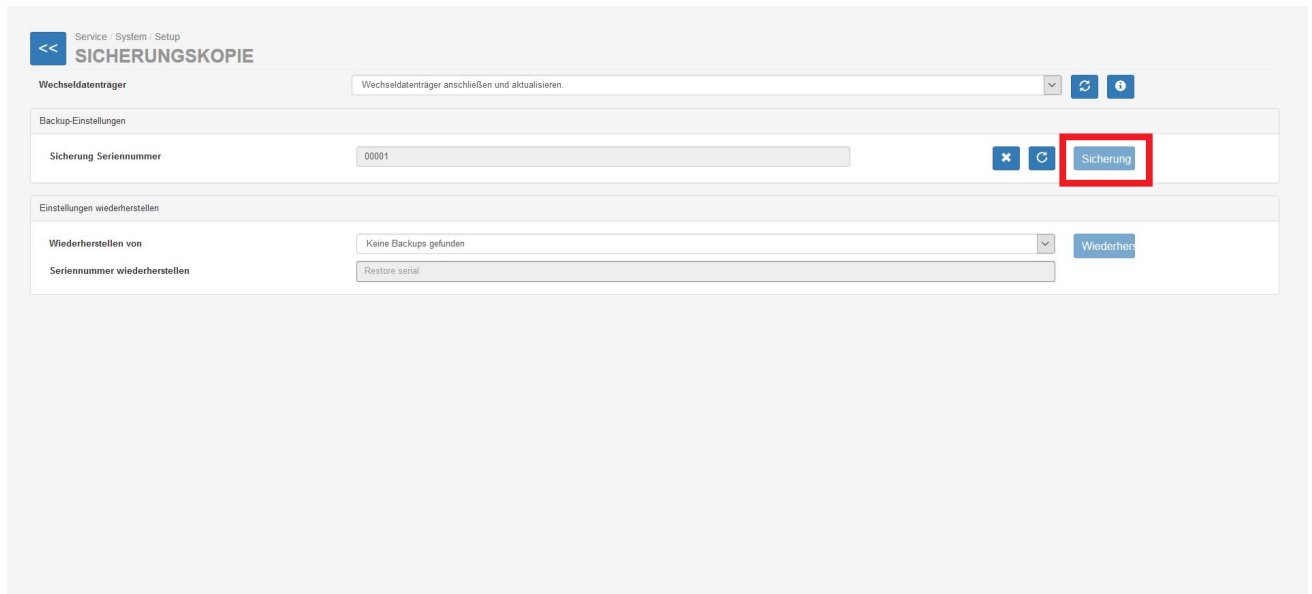 <<
Service / System / Setup
SICHERUNGSKOPIE
Wechseldatenträger
Wechseldatenträger anschließen und aktualisieren.
Backup-Einstellungen
Sicherung Seriennummer
00001
Sicherung
Einstellungen wiederherstellen
Wiederherstellen von
Keine Backups gefunden
Wiederhers
Seriennummer wiederherstellen
Restore serial